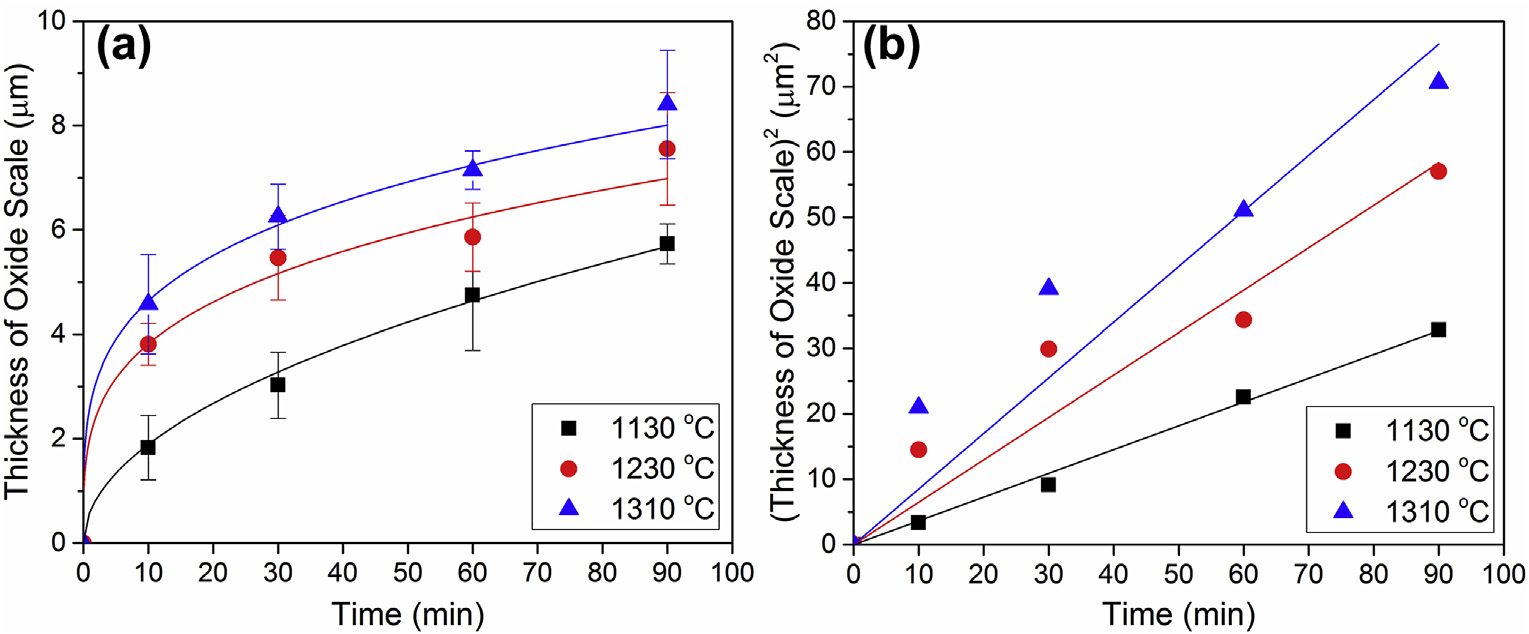 (a)
Thickness of Oxide Scale (μm)
10
8
6
4
2
0
0 10 20 30 40 50 60 70 80 90 100
Time (min)
1130 °C
1230 °C
1310 °C
(b)
(Thickness of Oxide Scale)² (μm²)
80
70
60
50
40
30
20
10
0
0 10 20 30 40 50 60 70 80 90 100
Time (min)
1130 °C
1230 °C
1310 °C